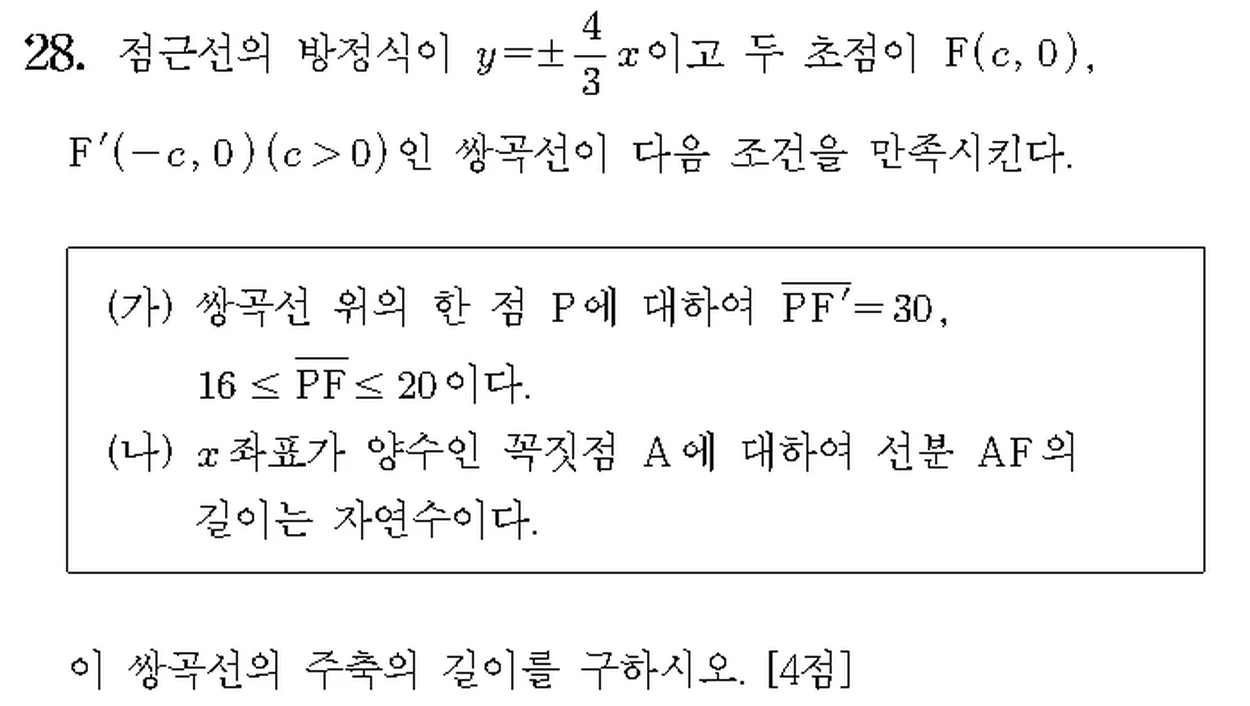 28. 점근선의 방정식이 y=±\frac{4}{3}x이고 두 초점이 F(c, 0),
F′(−c, 0)(c>0)인 쌍곡선이 다음 조건을 만족시킨다.
(가) 쌍곡선 위의 한 점 P에 대하여 \overline{PF′}=30,
16 ≤ \overline{PF} ≤ 20이다.
(나) x좌표가 양수인 꼭짓점 A에 대하여 선분 AF의
길이는 자연수이다.
이 쌍곡선의 주축의 길이를 구하시오. [4점]